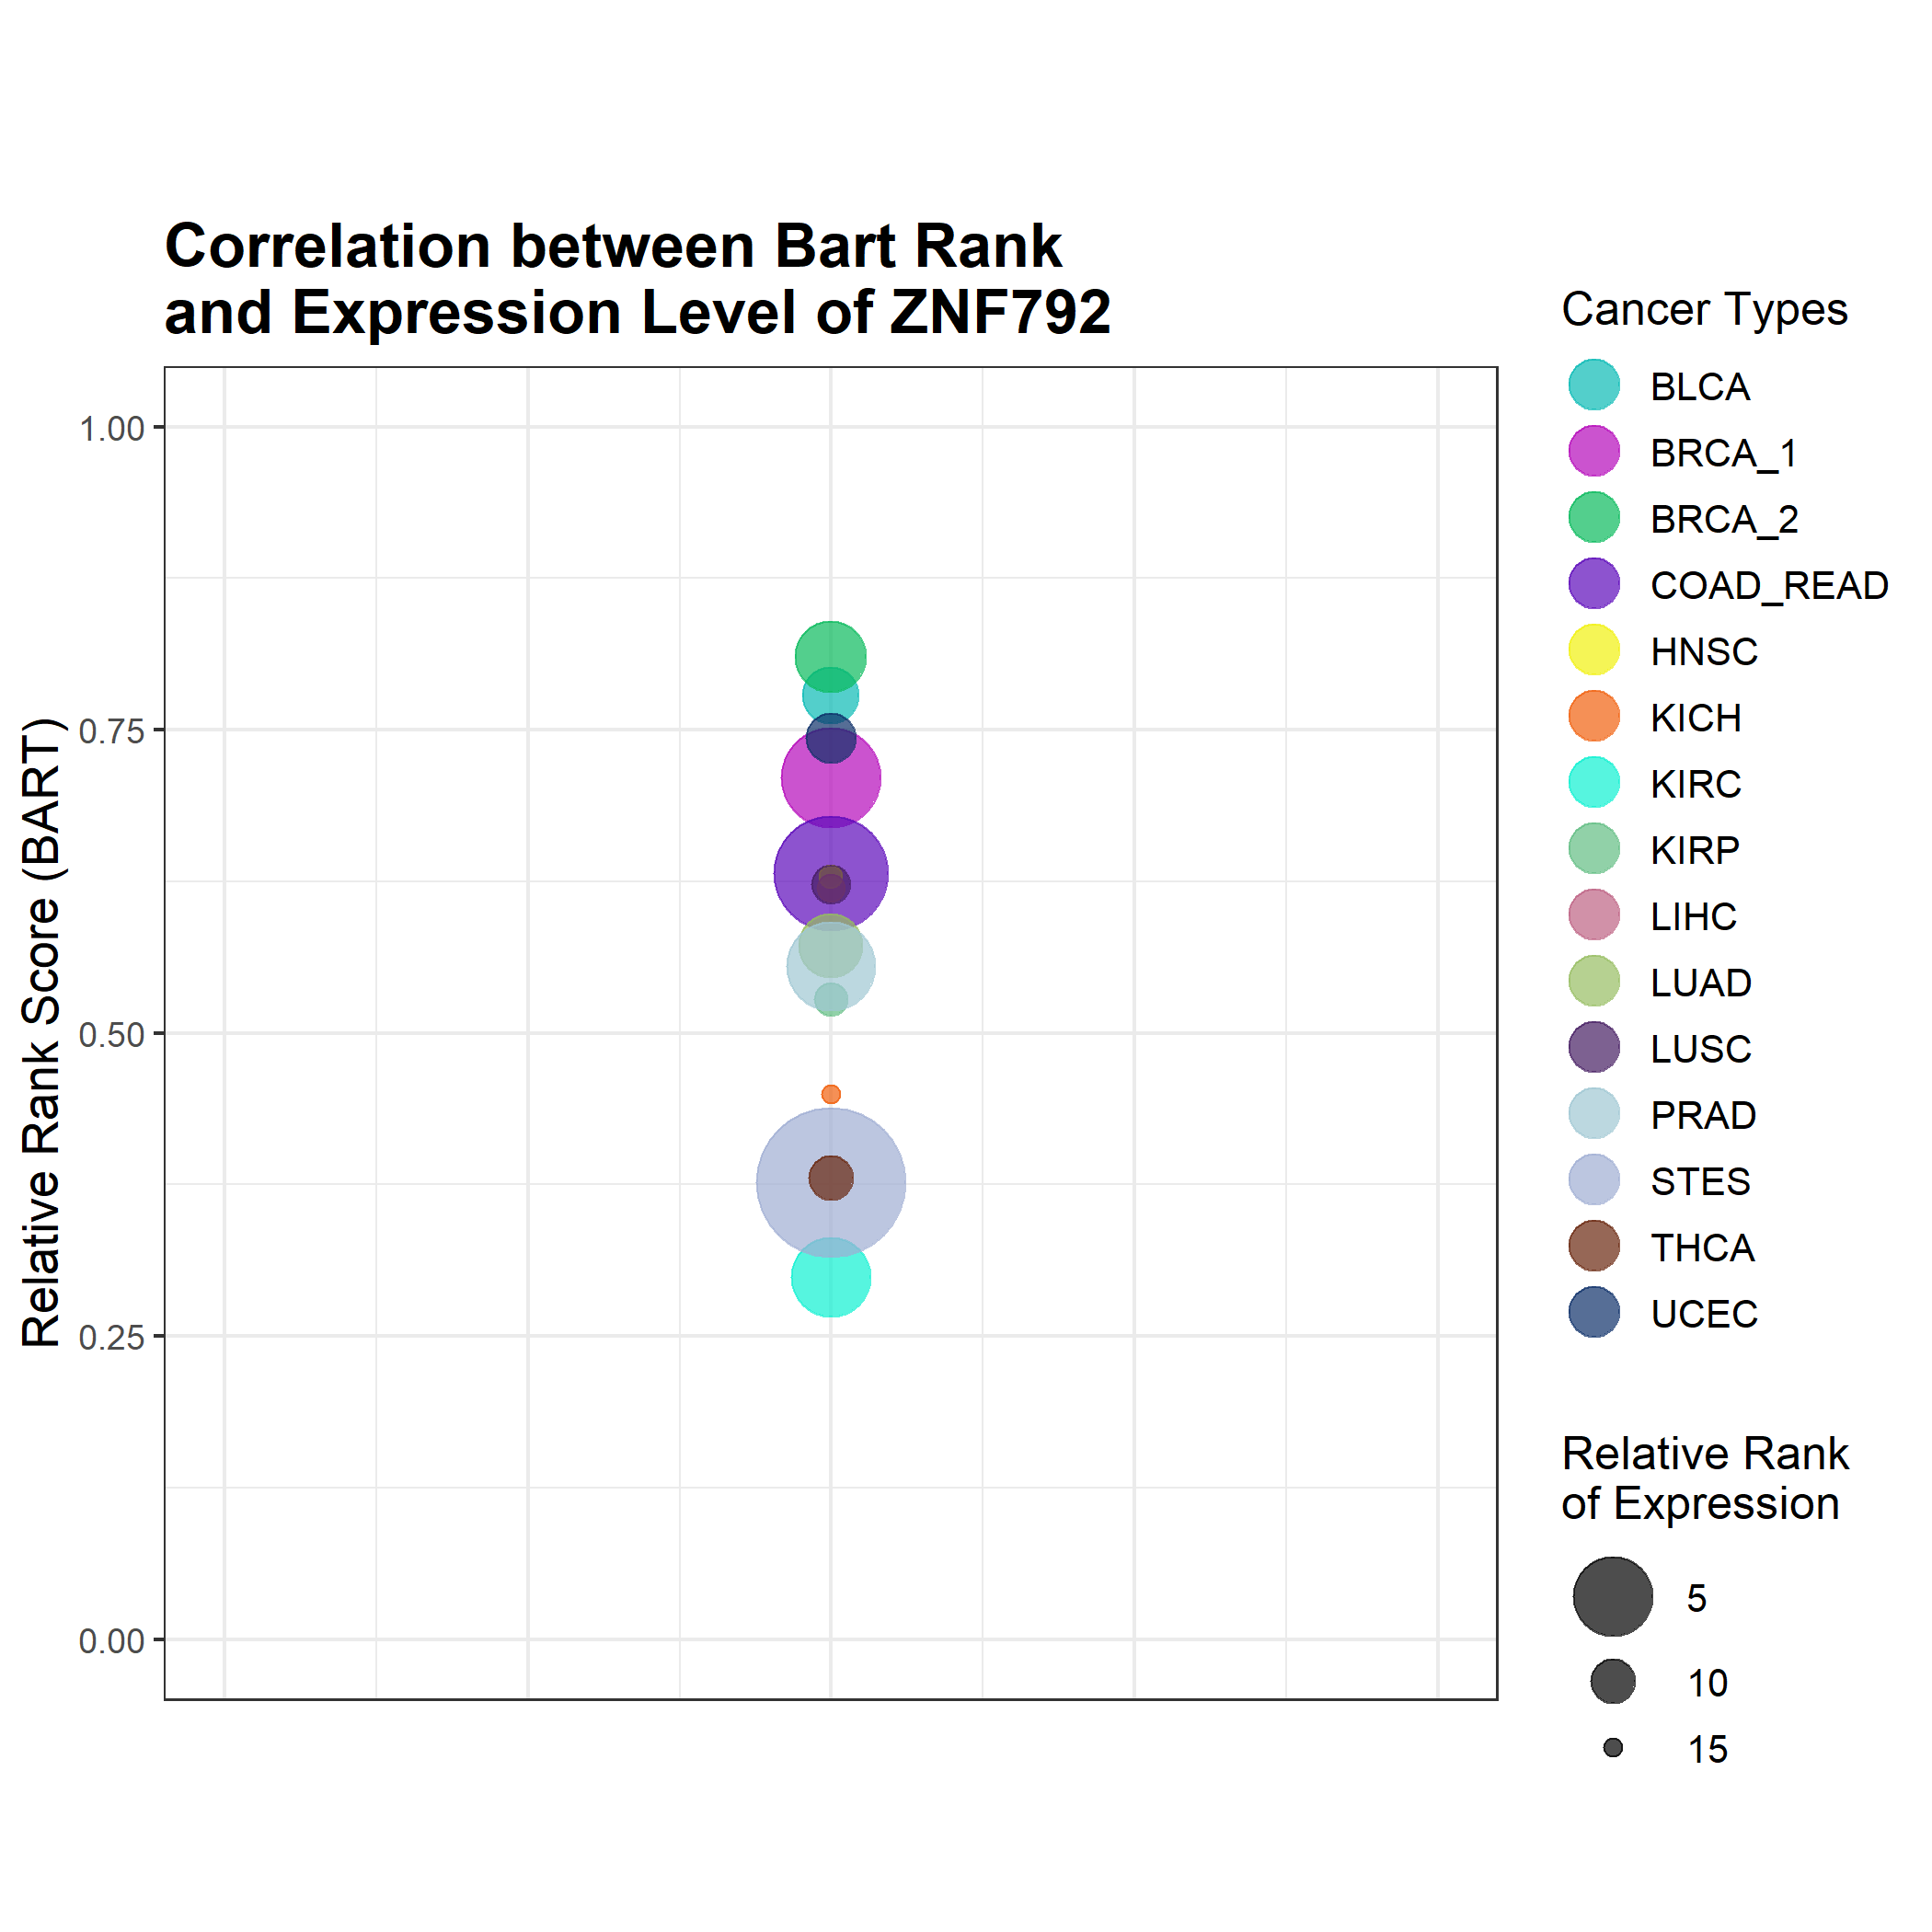 Correlation between Bart Rank
and Expression Level of ZNF792
Relative Rank Score (BART)
1.00
0.75
0.50
0.25
0.00
Cancer Types
BLCA
BRCA_1
BRCA_2
COAD_READ
HNSC
KICH
KIRC
KIRP
LIHC
LUAD
LUSC
PRAD
STES
THCA
UCEC
Relative Rank
of Expression
5
10
15